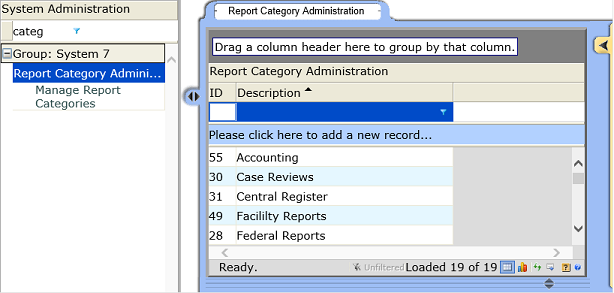 System Administration
categ
Group: System 7
Report Category Admini...
Manage Report
Categories
Report Category Administration
Drag a column header here to group by that column.
Report Category Administration
ID Description
Please click here to add a new record...
55 Accounting
30 Case Reviews
31 Central Register
49 Facililty Reports
28 Federal Reports
Ready. Unfiltered Loaded 19 of 19